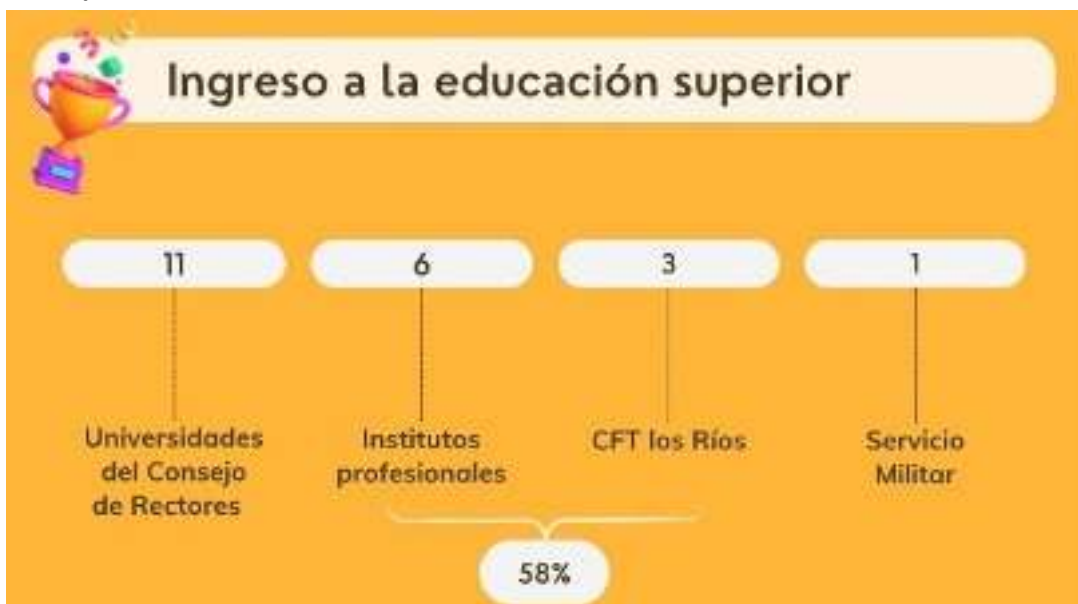 Ingreso a la educación superior
11
6
3
1
Universidades
del Consejo
de Rectores
Institutos
profesionales
CFT los Ríos
Servicio
Militar
58%